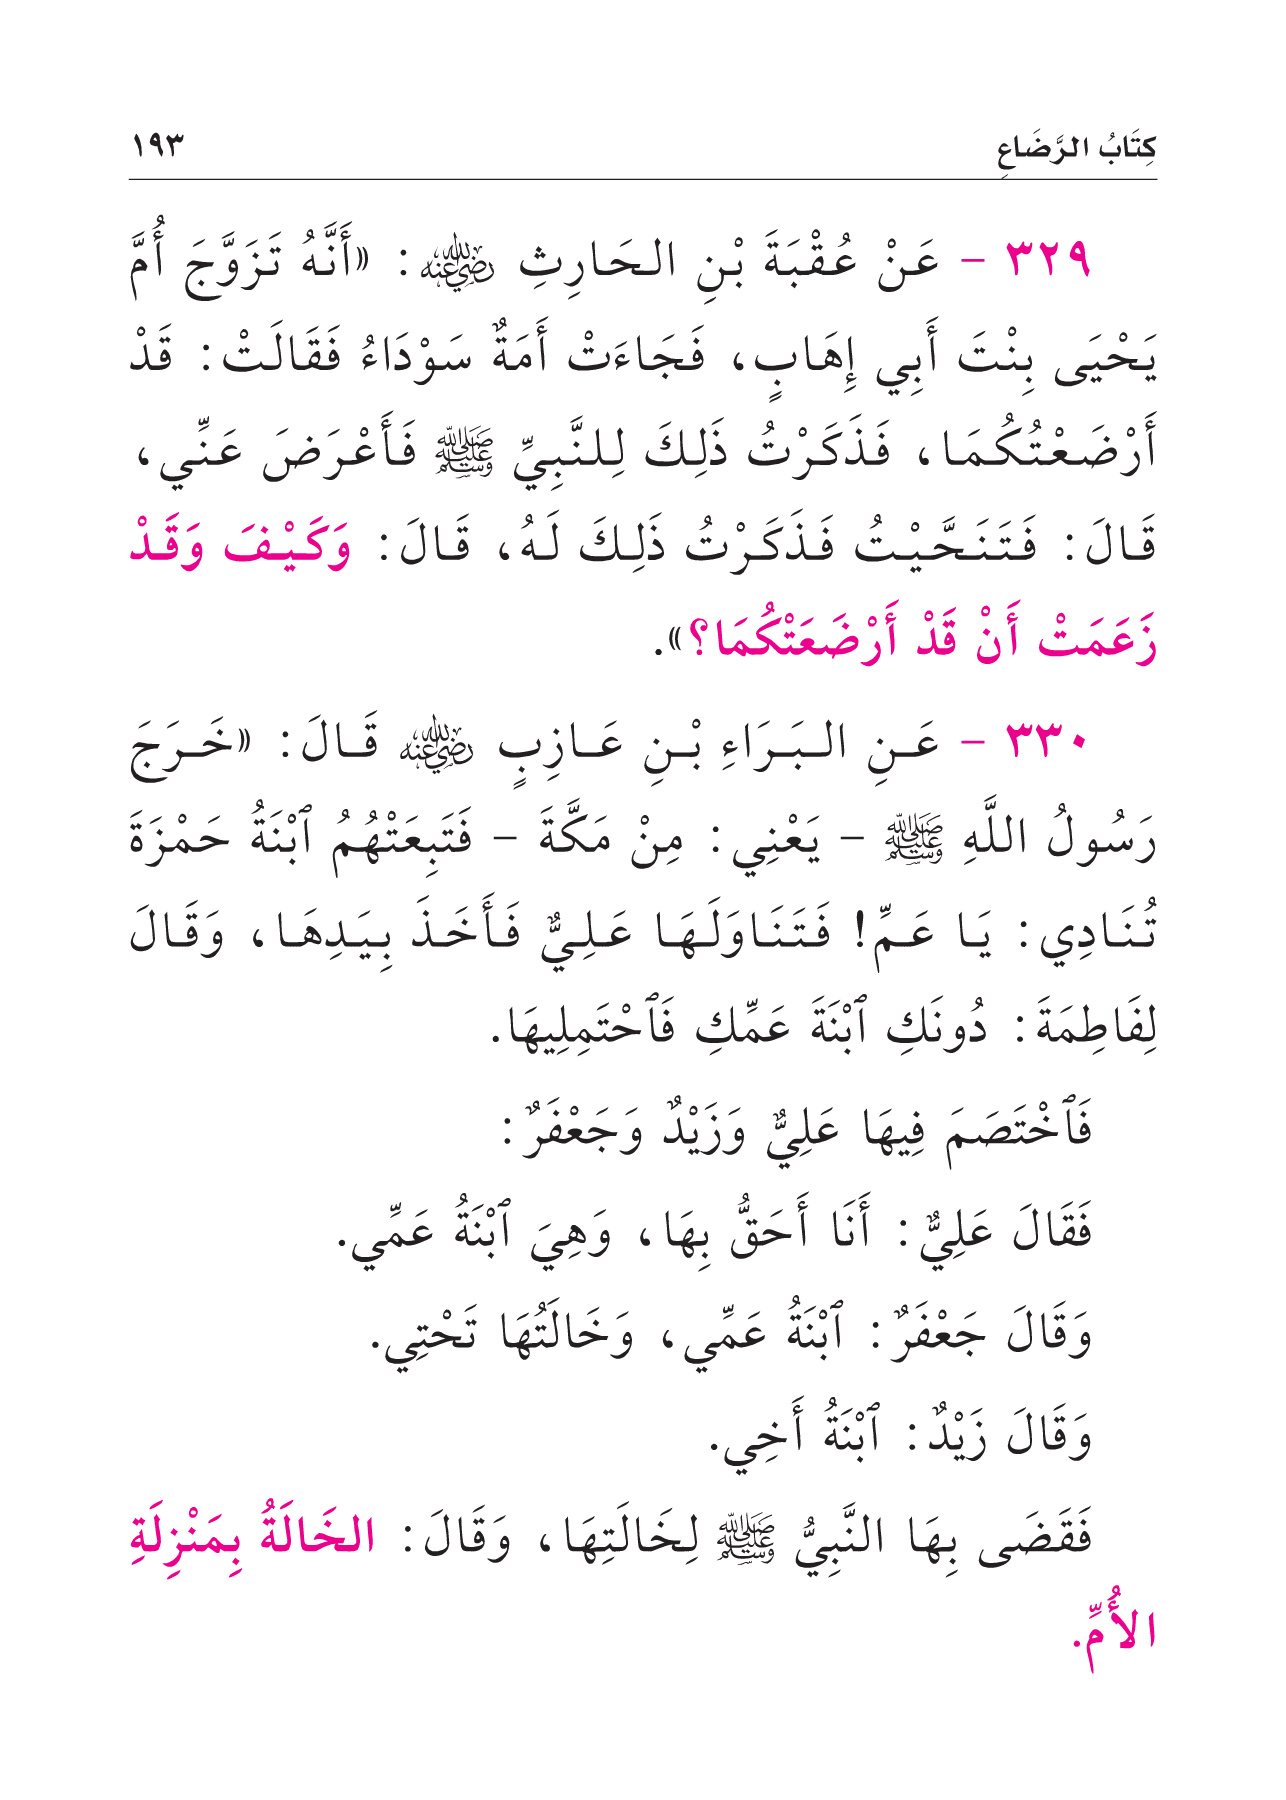 كِتَابُ الرَّضَاعِ ١٩٣
٣٢٩ - عَنْ عُقْبَةَ بْنِ الحَارِثِ رضي الله عنه: «أَنَّهُ تَزَوَّجَ أُمَّ
يَحْيَى بِنْتَ أَبِي إِهَابٍ، فَجَاءَتْ أَمَةٌ سَوْدَاءُ فَقَالَتْ: قَدْ
أَرْضَعْتُكُمَا، فَذَكَرْتُ ذَلِكَ لِلنَّبِيِّ ﷺ فَأَعْرَضَ عَنِّي،
قَالَ: فَتَنَحَّيْتُ فَذَكَرْتُ ذَلِكَ لَهُ، قَالَ: وَكَيْفَ وَقَدْ
زَعَمَتْ أَنْ قَدْ أَرْضَعَتْكُمَا؟».
٣٣٠ - عَنِ البَرَاءِ بْنِ عَازِبٍ رضي الله عنه قَالَ: «خَرَجَ
رَسُولُ اللَّهِ ﷺ - يَعْنِي: مِنْ مَكَّةَ - فَتَبِعَتْهُمُ ٱبْنَةُ حَمْزَةَ
تُنَادِي: يَا عَمِّ! فَتَنَاوَلَهَا عَلِيٌّ فَأَخَذَ بِيَدِهَا، وَقَالَ
لِفَاطِمَةَ: دُونَكِ ٱبْنَةَ عَمِّكِ فَٱحْتَمِلِيهَا.
فَٱخْتَصَمَ فِيهَا عَلِيٌّ وَزَيْدٌ وَجَعْفَرٌ:
فَقَالَ عَلِيٌّ: أَنَا أَحَقُّ بِهَا، وَهِيَ ٱبْنَةُ عَمِّي.
وَقَالَ جَعْفَرٌ: ٱبْنَةُ عَمِّي، وَخَالَتُهَا تَحْتِي.
وَقَالَ زَيْدٌ: ٱبْنَةُ أَخِي.
فَقَضَى بِهَا النَّبِيُّ ﷺ لِخَالَتِهَا، وَقَالَ: الخَالَةُ بِمَنْزِلَةِ
الأُمِّ.